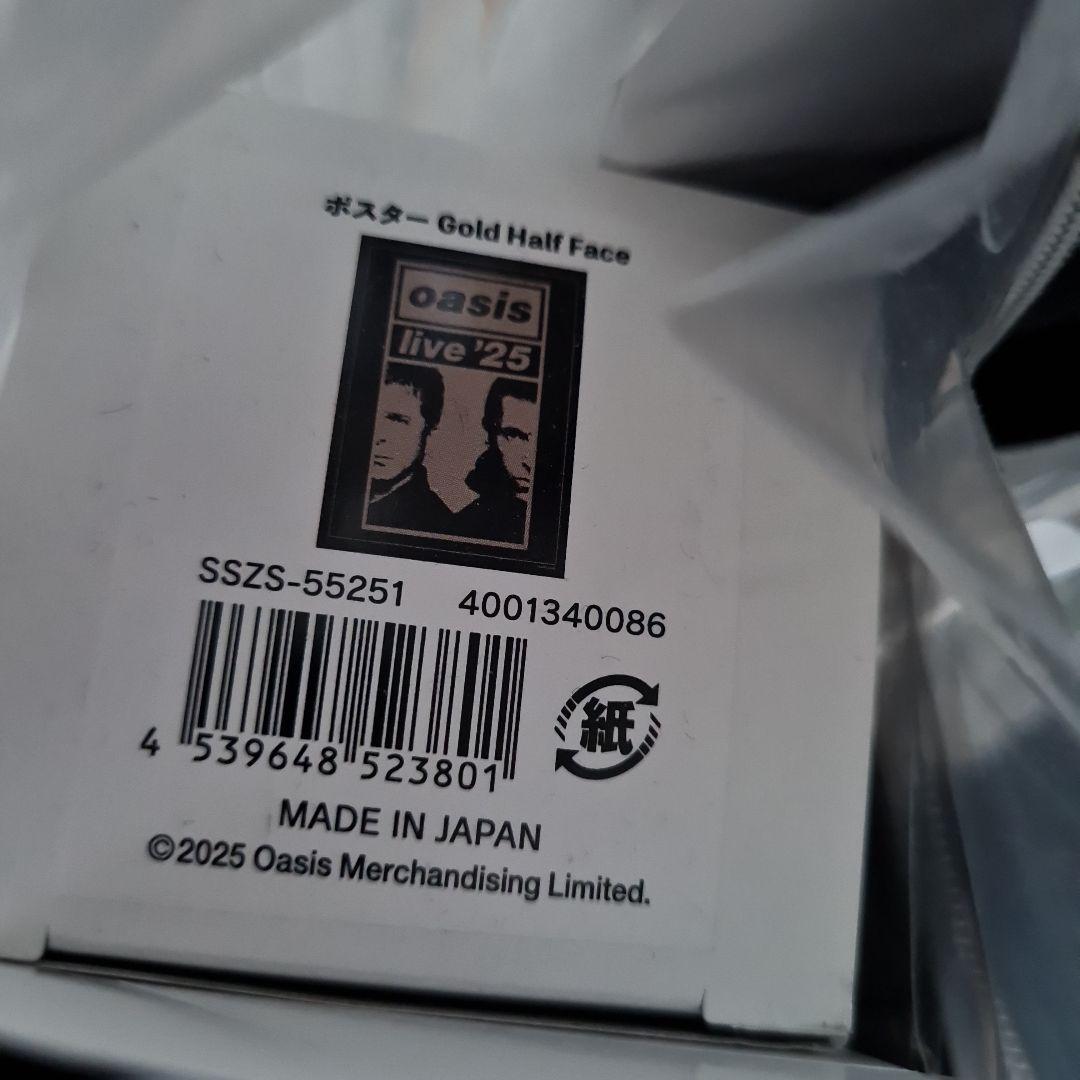 ポスター Gold Half Face
oasis
live '25
SSZS-55251 4001340086
4 539648 523801
紙
MADE IN JAPAN
©2025 Oasis Merchandising Limited.